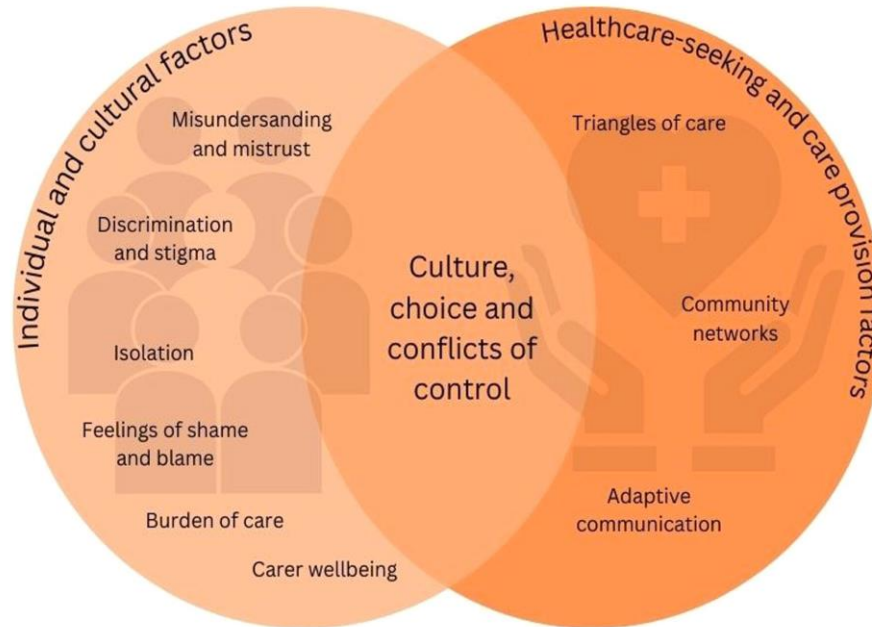 Individual and cultural factors
Misundersanding
and mistrust
Discrimination
and stigma
Isolation
Feelings of shame
and blame
Burden of care
Carer wellbeing
Culture,
choice and
conflicts of
control
Healthcare-seeking and care provision factors
Triangles of care
Community
networks
Adaptive
communication